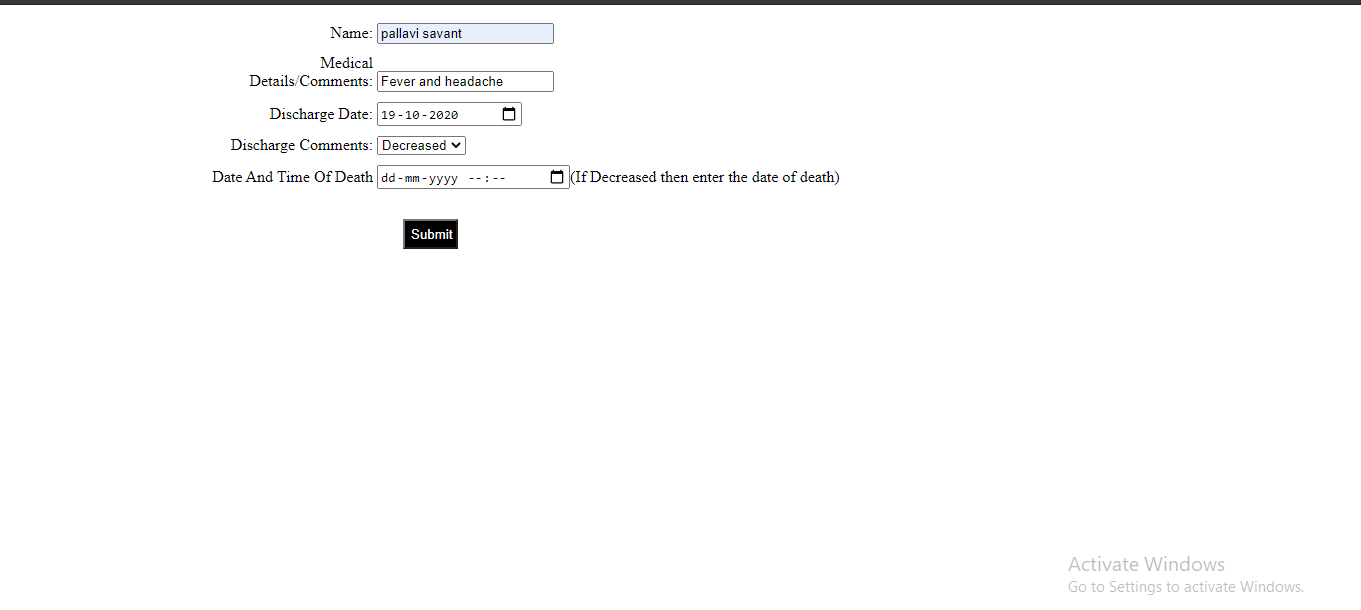 Name: pallavi savant
Medical
Details/Comments: Fever and headache
Discharge Date: 19-10-2020
Discharge Comments: Decreased
Date And Time Of Death dd-mm-yyyy --:-- (If Decreased then enter the date of death)
Submit
Activate Windows
Go to Settings to activate Windows.